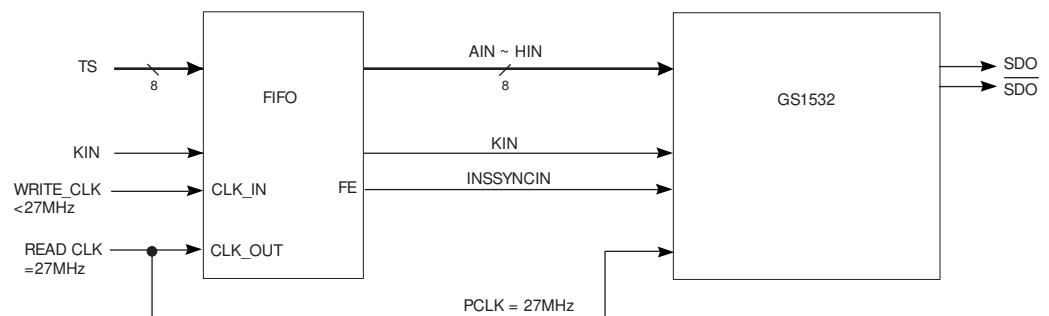 TS
8
KIN
WRITE_CLK
<27MHz
READ CLK
=27MHz
FIFO
CLK_IN
FE
CLK_OUT
AIN ~ HIN
8
KIN
INSSYNCIN
PCLK = 27MHz
GS1532
SDO
SDO